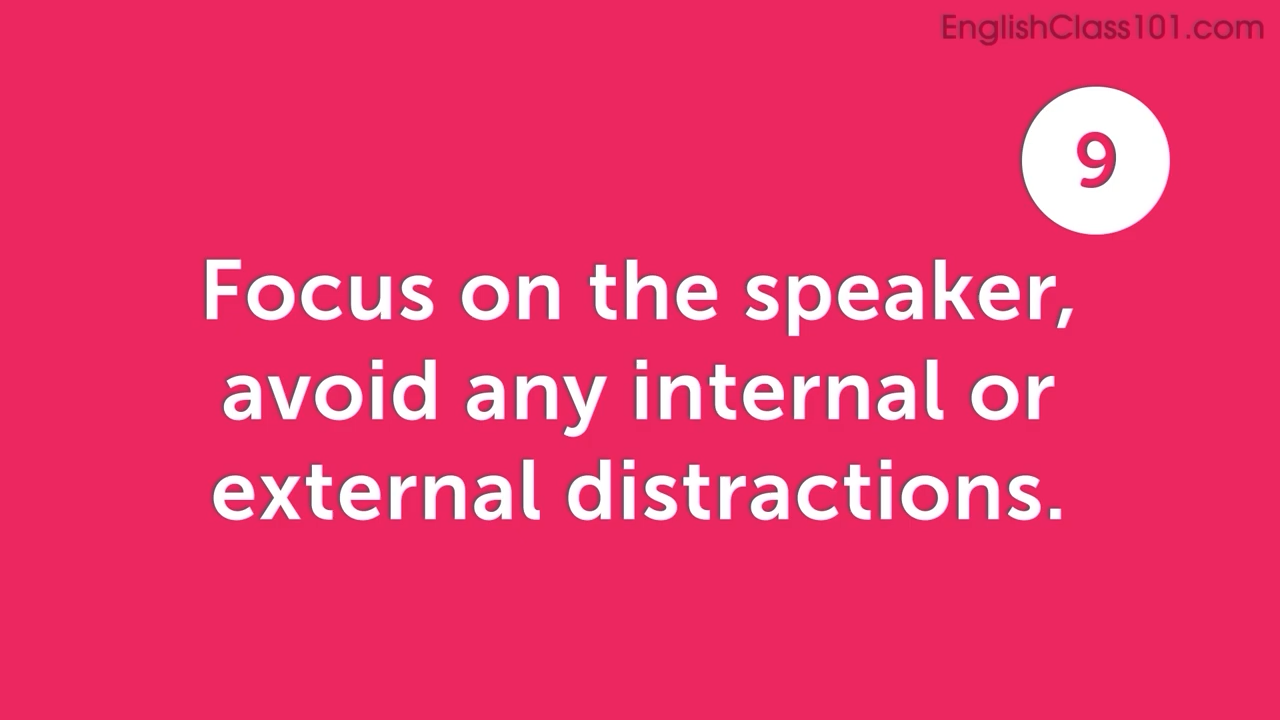 EnglishClass101.com
9
Focus on the speaker,
avoid any internal or
external distractions.